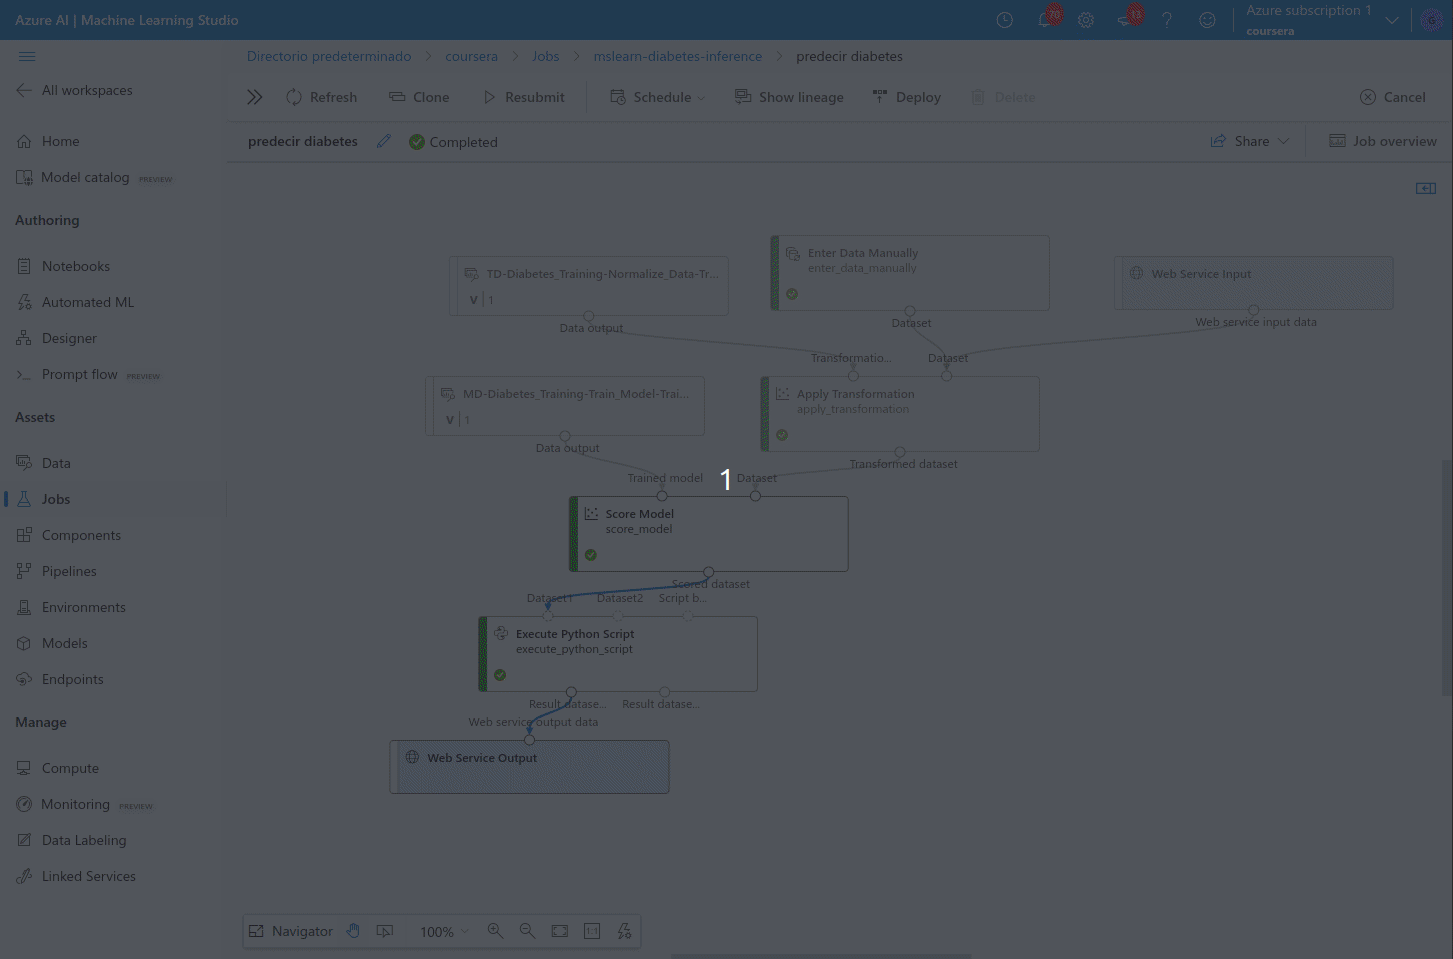 Azure AI | Machine Learning Studio
70
12
Azure subscription 1
coursera
All workspaces
Home
Model catalog PREVIEW
Authoring
Notebooks
Automated ML
Designer
Prompt flow PREVIEW
Assets
Data
Jobs
Components
Pipelines
Environments
Models
Endpoints
Manage
Compute
Monitoring PREVIEW
Data Labeling
Linked Services
Directorio predeterminado > coursera > Jobs > mslearn-diabetes-inference > predecir diabetes
Refresh Clone Resubmit Schedule Show lineage Deploy Delete Cancel
predecir diabetes Completed Share Job overview
Enter Data Manually
enter_data_manually
TD-Diabetes_Training-Normalize_Data-Tr...
V | 1
Web Service Input
Data output
Dataset
Web service input data
Transformatio...
Dataset
MD-Diabetes_Training-Train_Model-Trai...
V | 1
Apply Transformation
apply_transformation
Data output
Transformed dataset
Trained model
1
Dataset
Score Model
score_model
Scored dataset
Dataset1
Dataset2
Script b...
Execute Python Script
execute_python_script
Result datase...
Result datase...
Web service output data
Web Service Output
Navigator
100%
1:1